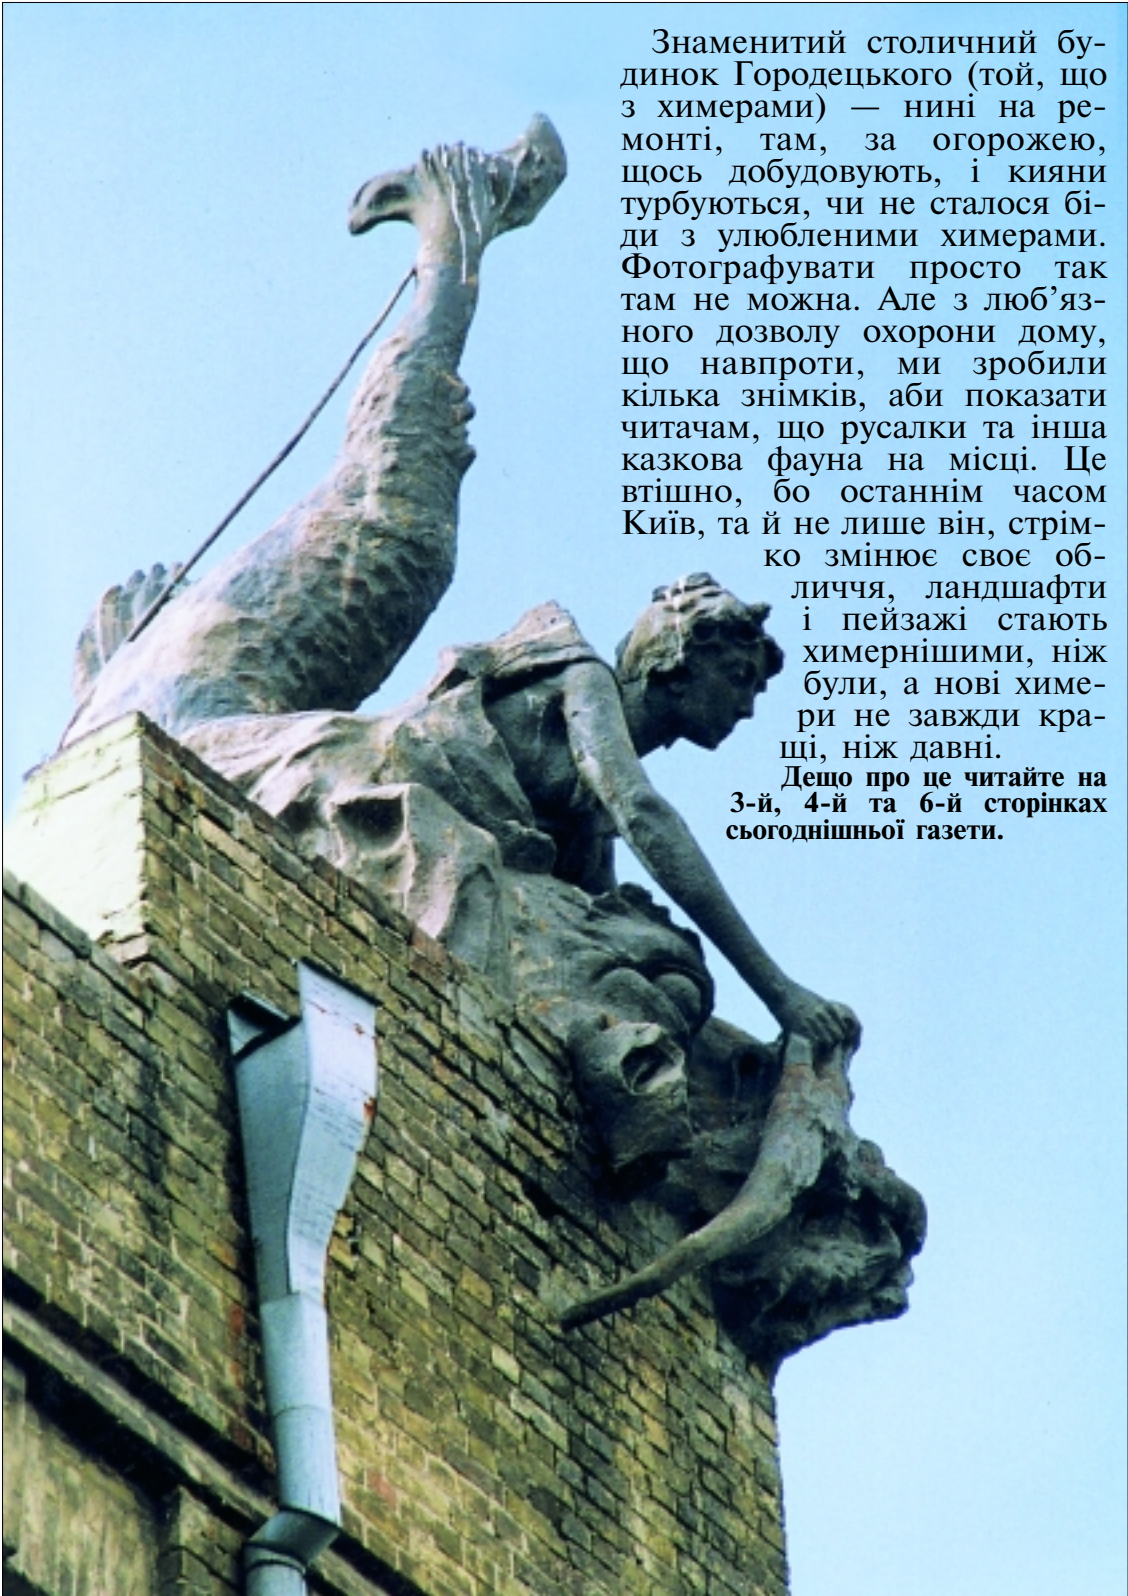 Знаменитий столичний бу-
динок Городецького (той, що
з химерами) — нині на ре-
монті, там, за огорожею,
щось добудовують, і кияни
турбуються, чи не сталося бі-
ди з улюбленими химерами.
Фотографувати просто так
там не можна. Але з люб’яз-
ного дозволу охорони дому,
що навпроти, ми зробили
кілька знімків, аби показати
читачам, що русалки та інша
казкова фауна на місці. Це
втішно, бо останнім часом
Київ, та й не лише він, стрім-
ко змінює своє об-
личчя, ландшафти
і пейзажі стають
химернішими, ніж
були, а нові химе-
ри не завжди кра-
щі, ніж давні.
Дещо про це читайте на
3-й, 4-й та 6-й сторінках
сьогоднішньої газети.